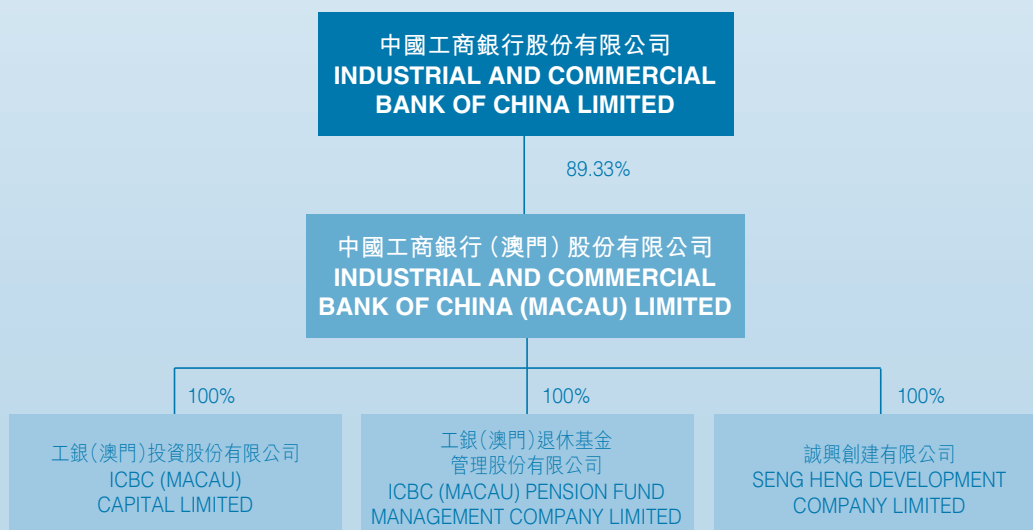 中國工商銀行股份有限公司
INDUSTRIAL AND COMMERCIAL
BANK OF CHINA LIMITED
89.33%
中國工商銀行（澳門）股份有限公司
INDUSTRIAL AND COMMERCIAL
BANK OF CHINA (MACAU) LIMITED
100%
100%
100%
工銀（澳門）投資股份有限公司
ICBC (MACAU)
CAPITAL LIMITED
工銀（澳門）退休基金
管理股份有限公司
ICBC (MACAU) PENSION FUND
MANAGEMENT COMPANY LIMITED
誠興創建有限公司
SENG HENG DEVELOPMENT
COMPANY LIMITED